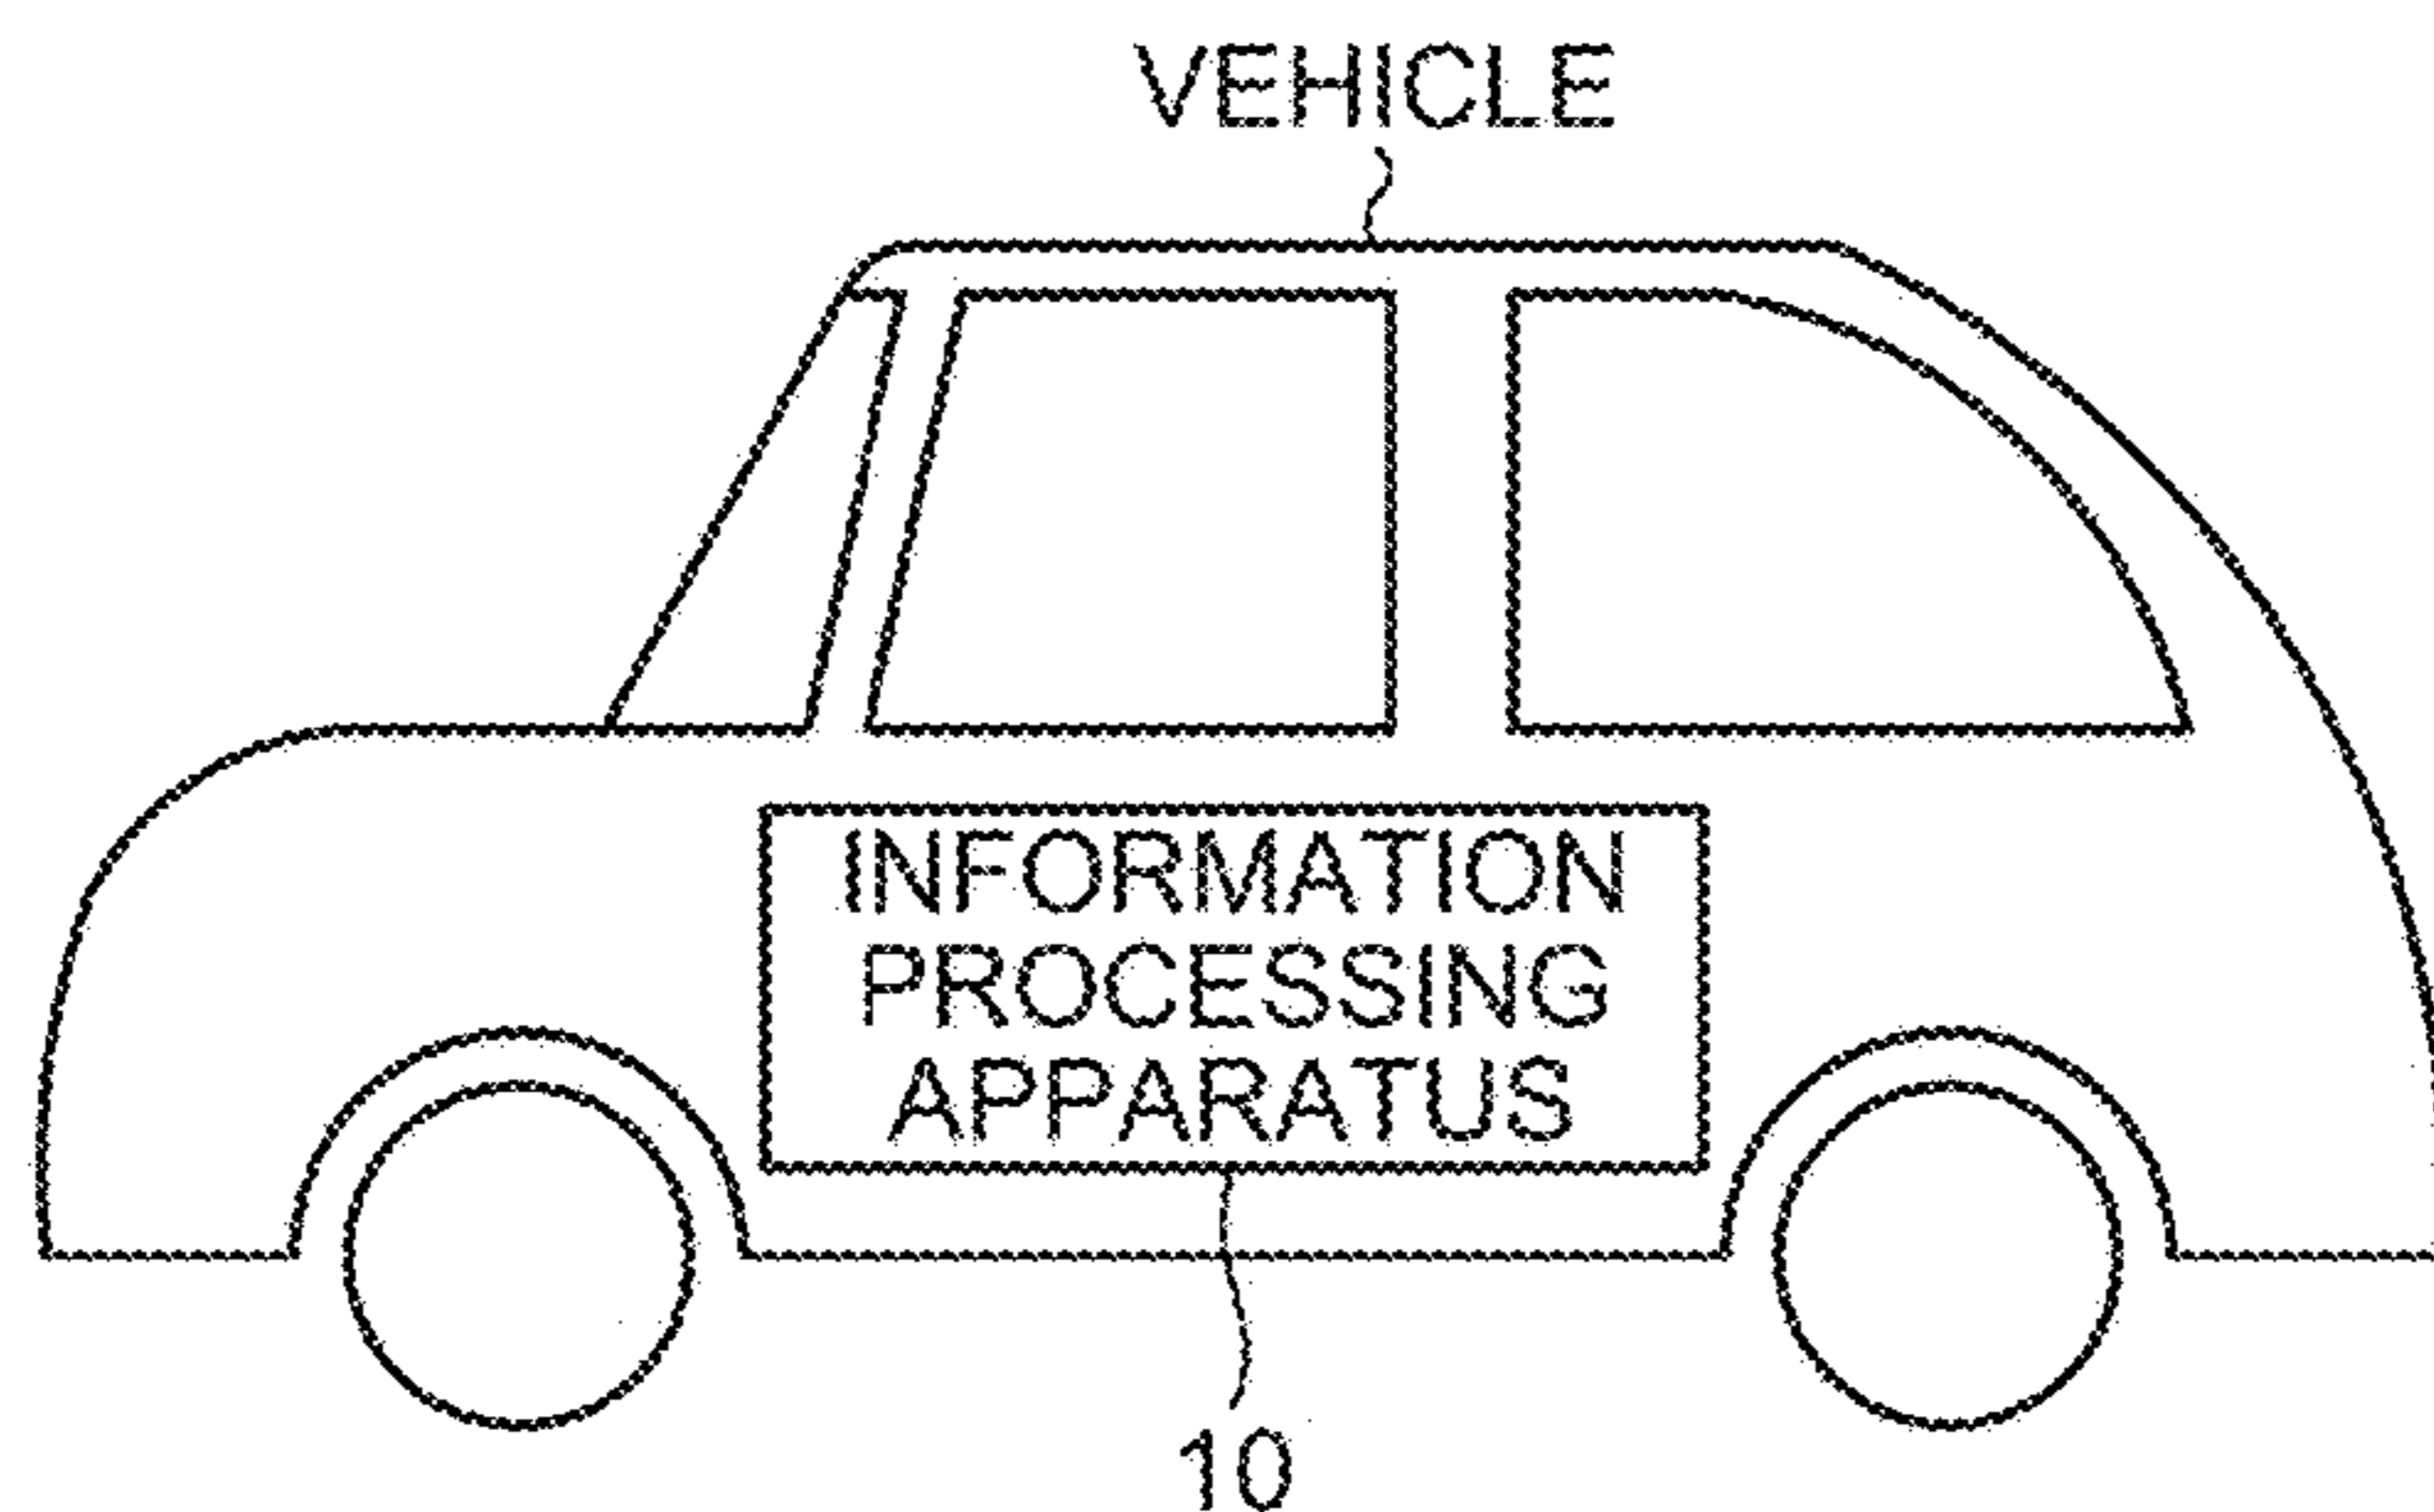 VEHICLE
INFORMATION
PROCESSING
APPARATUS
10